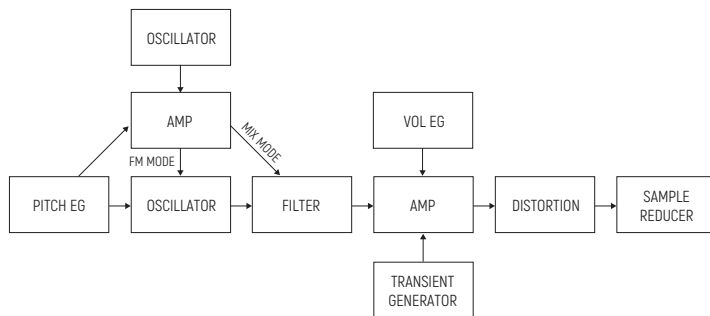 OSCILLATOR
AMP
MIX MODE
VOL EG
FM MODE
PITCH EG
OSCILLATOR
FILTER
AMP
DISTORTION
SAMPLE
REDUCER
TRANSIENT
GENERATOR